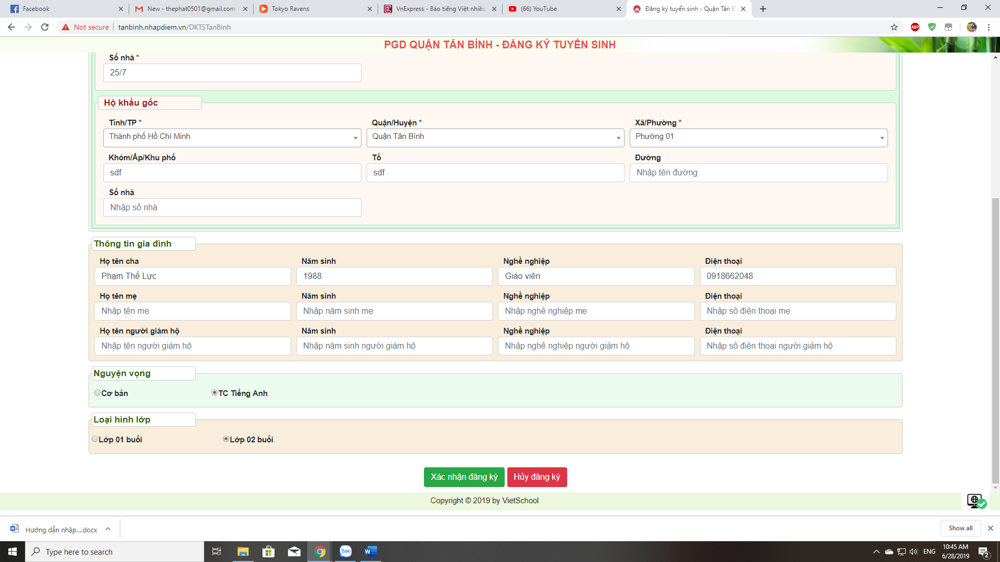 Facebook
New - thephat0501@gmail.com
Tokyo Ravens
VnExpress - Báo tiếng Việt nhiều
(66) YouTube
Đăng ký tuyển sinh - Quận Tân B
Not secure
tanbinh.nhapdiem.vn/DKTSTanBinh
ABP
PGD QUẬN TÂN BÌNH - ĐĂNG KÝ TUYỂN SINH
Số nhà *
25/7
Hộ khẩu gốc
Tỉnh/TP * Quận/Huyện * Xã/Phường *
Thành phố Hồ Chí Minh Quận Tân Bình Phường 01
Khóm/Ấp/Khu phố Tổ Đường
sdf sdf Nhập tên đường
Số nhà
Nhập số nhà
Thông tin gia đình
Họ tên cha Năm sinh Nghề nghiệp Điện thoại
Phạm Thế Lực 1988 Giáo viên 0918662048
Họ tên mẹ Năm sinh Nghề nghiệp Điện thoại
Nhập tên mẹ Nhập năm sinh mẹ Nhập nghề nghiệp mẹ Nhập số điện thoại mẹ
Họ tên người giám hộ Năm sinh Nghề nghiệp Điện thoại
Nhập tên người giám hộ Nhập năm sinh người giám hộ Nhập nghề nghiệp người giám hộ Nhập số điện thoại người giám hộ
Nguyện vọng
Cơ bản TC Tiếng Anh
Loại hình lớp
Lớp 01 buổi Lớp 02 buổi
Xác nhận đăng ký Hủy đăng ký
Copyright © 2019 by VietSchool
Hướng dẫn nhập....docx
Show all
Type here to search
Zalo
ENG
10:45 AM
6/28/2019
2